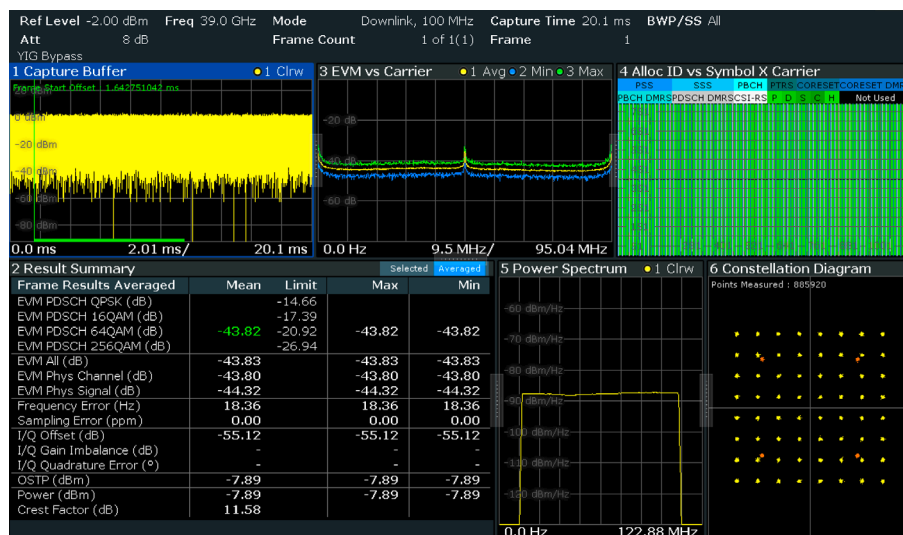 Ref Level -2.00 dBm Freq 39.0 GHz Mode Downlink, 100 MHz Capture Time 20.1 ms BWP/SS All
Att 8 dB Frame Count 1 of 1(1) Frame 1
YIG Bypass
1 Capture Buffer 1 Clrw
Frame Start Offset : 1.642751042 ms
0 dBm
-20 dBm
-40 dBm
-60 dBm
-80 dBm
0.0 ms 2.01 ms/ 20.1 ms
3 EVM vs Carrier 1 Avg 2 Min 3 Max
-20 dB
-40 dB
-60 dB
0.0 Hz 9.5 MHz/ 95.04 MHz
4 Alloc ID vs Symbol X Carrier
PSS SSS PBCH PTRS CORESET CORESET DMR
PBCH DMRS PDSCH DMRS CSI-RS P D S C H Not Used
2 Result Summary Selected Averaged
Frame Results Averaged Mean Limit Max Min
EVM PDSCH QPSK (dB) -14.66
EVM PDSCH 16QAM (dB) -17.39
EVM PDSCH 64QAM (dB) -43.82 -20.92 -43.82 -43.82
EVM PDSCH 256QAM (dB) -26.94
EVM All (dB) -43.83 -43.83 -43.83
EVM Phys Channel (dB) -43.80 -43.80 -43.80
EVM Phys Signal (dB) -44.32 -44.32 -44.32
Frequency Error (Hz) 18.36 18.36 18.36
Sampling Error (ppm) 0.00 0.00 0.00
I/Q Offset (dB) -55.12 -55.12 -55.12
I/Q Gain Imbalance (dB) - - -
I/Q Quadrature Error (°) - - -
OSTP (dBm) -7.89 -7.89 -7.89
Power (dBm) -7.89 -7.89 -7.89
Crest Factor (dB) 11.58
5 Power Spectrum 1 Clrw
-60 dBm/Hz
-70 dBm/Hz
-80 dBm/Hz
-90 dBm/Hz
-100 dBm/Hz
-110 dBm/Hz
-120 dBm/Hz
0.0 Hz 122.88 MHz
6 Constellation Diagram
Points Measured : 885920